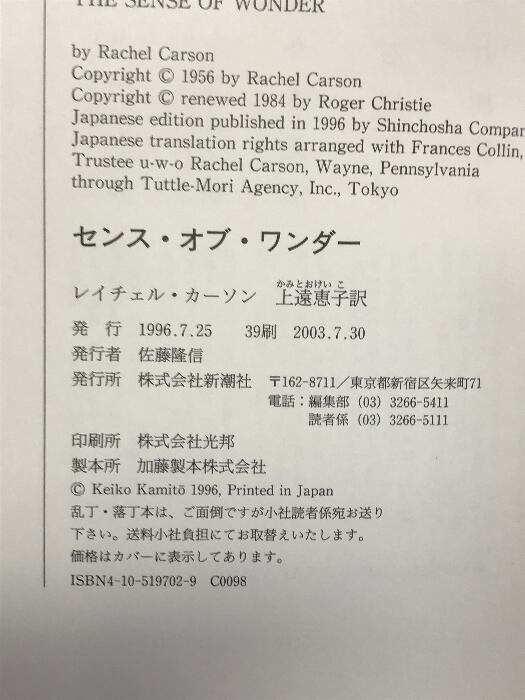 THE SENSE OF WONDER
by Rachel Carson
Copyright © 1956 by Rachel Carson
Copyright © renewed 1984 by Roger Christie
Japanese edition published in 1996 by Shinchosha Compan
Japanese translation rights arranged with Frances Collin,
Trustee u-w-o Rachel Carson, Wayne, Pennsylvania
through Tuttle-Mori Agency, Inc., Tokyo
センス・オブ・ワンダー
かみとおけいこ
レイチェル・カーソン 上遠恵子訳
発 行 1996.7.25 39刷 2003.7.30
発行者 佐藤隆信
発行所 株式会社新潮社 〒162-8711／東京都新宿区矢来町71
電話：編集部 (03) 3266-5411
読者係 (03) 3266-5111
印刷所 株式会社光邦
製本所 加藤製本株式会社
© Keiko Kamitō 1996, Printed in Japan
乱丁・落丁本は、ご面倒ですが小社読者係宛お送り
下さい。送料小社負担にてお取替えいたします。
価格はカバーに表示してあります。
ISBN4-10-519702-9 C0098